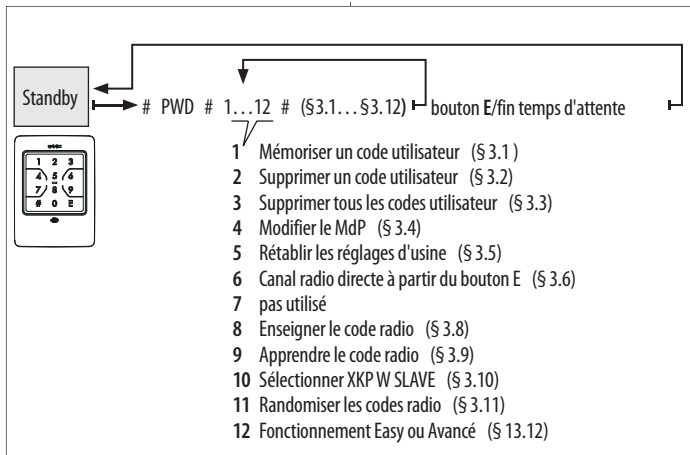 Standby
# PWD # 1...12 # (§3.1...§3.12) bouton E/fin temps d'attente
1 2 3
4 5 6
7 8 9
# 0 E
1 Mémoriser un code utilisateur (§ 3.1 )
2 Supprimer un code utilisateur (§ 3.2)
3 Supprimer tous les codes utilisateur (§ 3.3)
4 Modifier le MdP (§ 3.4)
5 Rétablir les réglages d'usine (§ 3.5)
6 Canal radio directe à partir du bouton E (§ 3.6)
7 pas utilisé
8 Enseigner le code radio (§ 3.8)
9 Apprendre le code radio (§ 3.9)
10 Sélectionner XKP W SLAVE (§ 3.10)
11 Randomiser les codes radio (§ 3.11)
12 Fonctionnement Easy ou Avancé (§ 13.12)